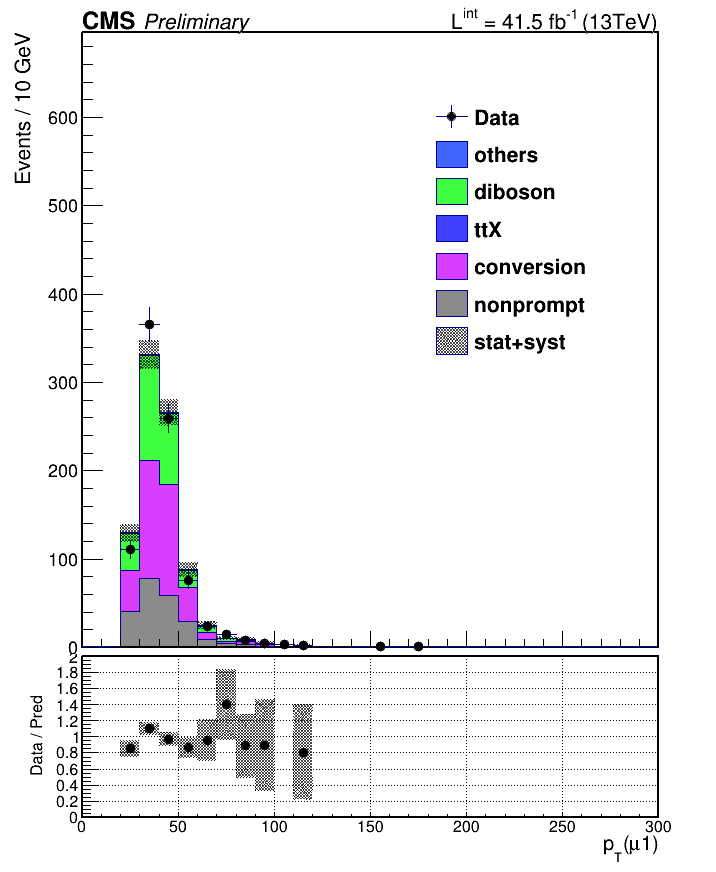 CMS Preliminary
L^int = 41.5 fb^-1 (13TeV)
Events / 10 GeV
600
500
400
300
200
100
0
Data
others
diboson
ttX
conversion
nonprompt
stat+syst
Data / Pred
2
1.8
1.6
1.4
1.2
1
0.8
0.6
0.4
0.2
0
0 50 100 150 200 250 300
p_T(μ1)